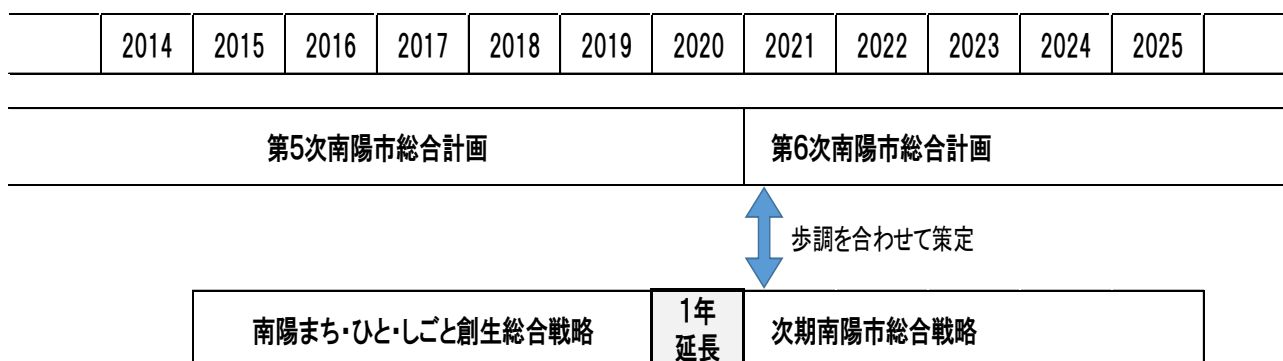 2014 2015 2016 2017 2018 2019 2020 2021 2022 2023 2024 2025
第5次南陽市総合計画 第6次南陽市総合計画
歩調を合わせて策定
南陽まち・ひと・しごと創生総合戦略
1年
延長
次期南陽市総合戦略